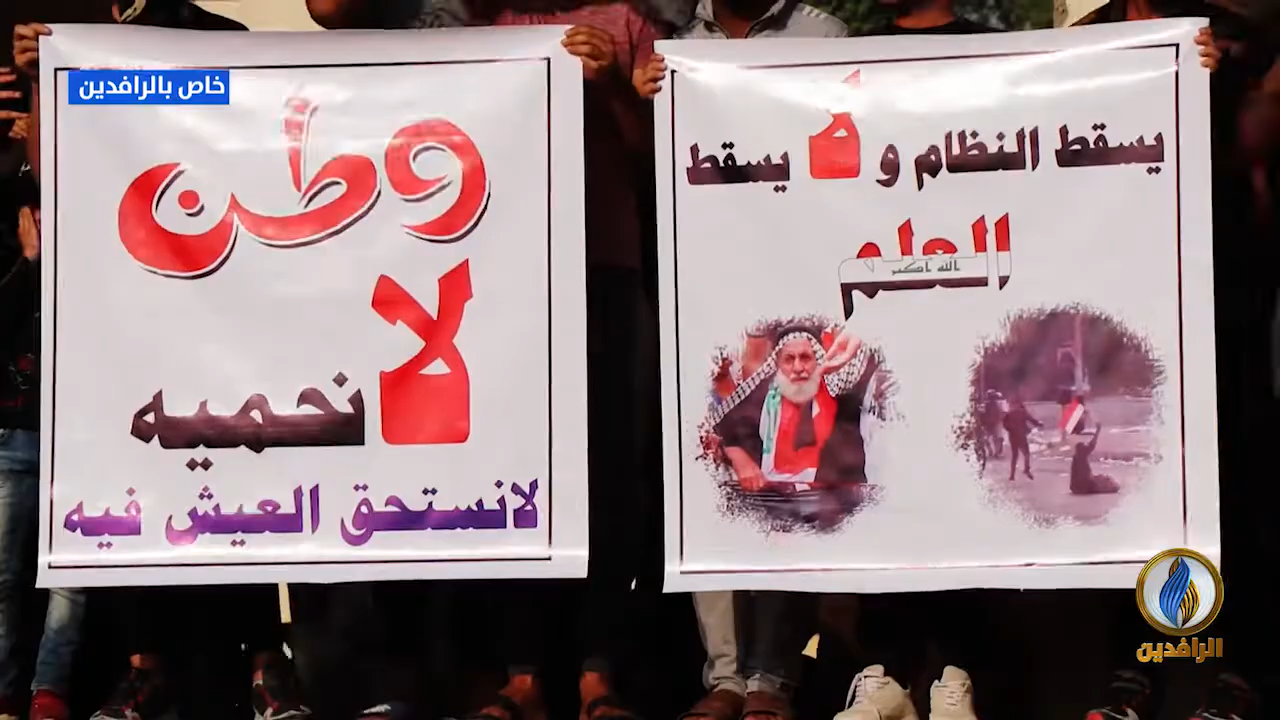 خاص بالرافدين
وطن
لا نحميه
لانستحق العيش فيه
يسقط النظام و لا يسقط
العلم
الله اكبر
الرافدين